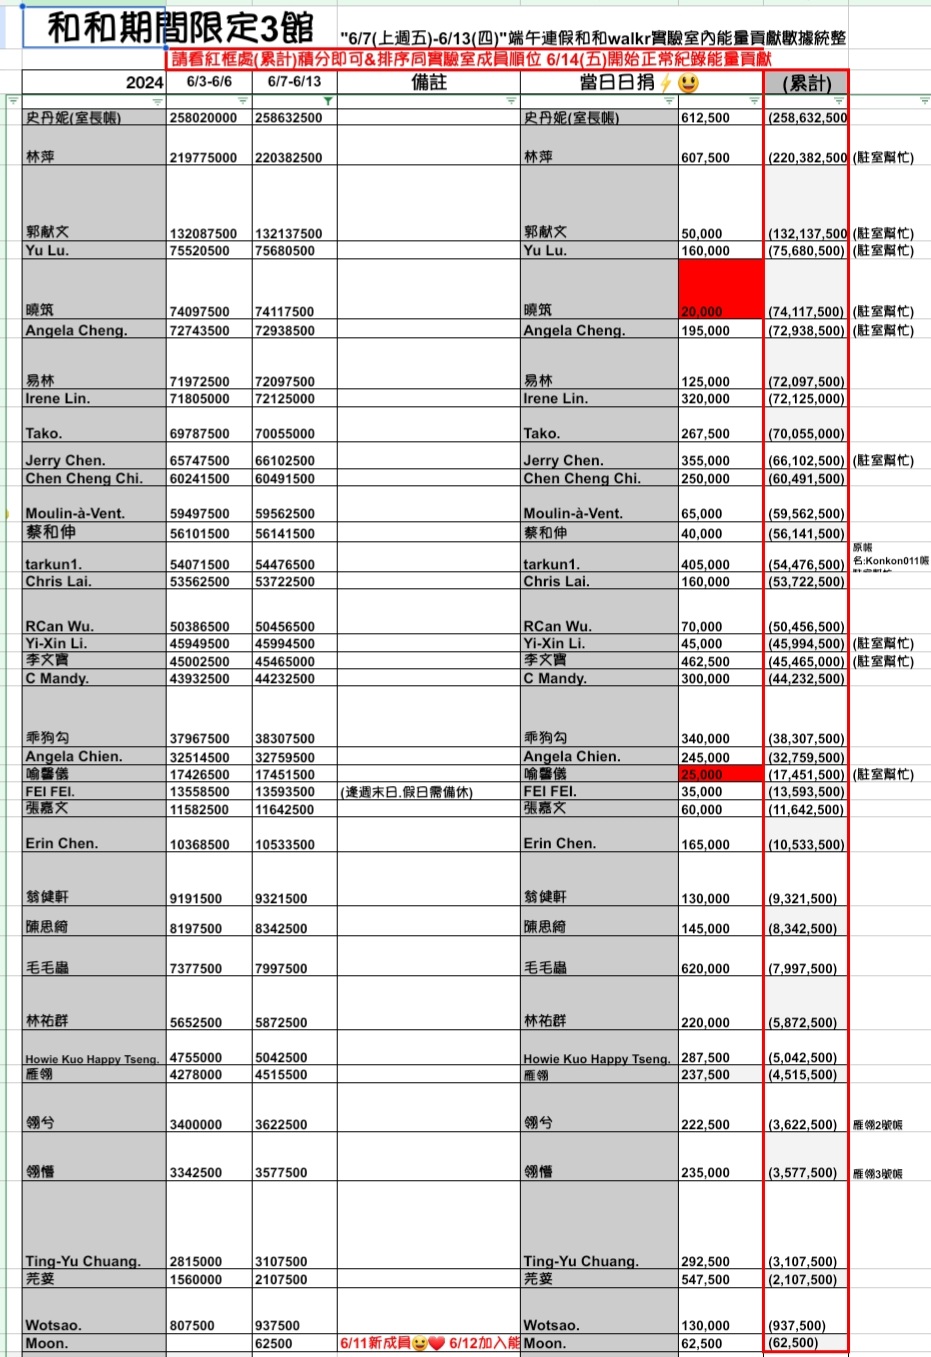 和和期間限定3館 "6/7(上週五)-6/13(四)"端午連假和和walkr實驗室內能量貢獻數據統整
請看紅框處(累計)積分即可&排序同實驗室成員順位 6/14(五)開始正常紀錄能量貢獻
2024 6/3-6/6 6/7-6/13 備註 當日日捐⚡😃 (累計)
史丹妮(室長帳) 258020000 258632500 史丹妮(室長帳) 612,500 (258,632,500
林萍 219775000 220382500 林萍 607,500 (220,382,500 (駐室幫忙)
郭献文 132087500 132137500 郭献文 50,000 (132,137,500 (駐室幫忙)
Yu Lu. 75520500 75680500 Yu Lu. 160,000 (75,680,500) (駐室幫忙)
曉筑 74097500 74117500 曉筑 20,000 (74,117,500) (駐室幫忙)
Angela Cheng. 72743500 72938500 Angela Cheng. 195,000 (72,938,500) (駐室幫忙)
易林 71972500 72097500 易林 125,000 (72,097,500)
Irene Lin. 71805000 72125000 Irene Lin. 320,000 (72,125,000)
Tako. 69787500 70055000 Tako. 267,500 (70,055,000)
Jerry Chen. 65747500 66102500 Jerry Chen. 355,000 (66,102,500) (駐室幫忙)
Chen Cheng Chi. 60241500 60491500 Chen Cheng Chi. 250,000 (60,491,500)
Moulin-à-Vent. 59497500 59562500 Moulin-à-Vent. 65,000 (59,562,500)
蔡和伸 56101500 56141500 蔡和伸 40,000 (56,141,500)
原帳
名:Konkon011帳
tarkun1. 54071500 54476500 tarkun1. 405,000 (54,476,500)
Chris Lai. 53562500 53722500 Chris Lai. 160,000 (53,722,500)
RCan Wu. 50386500 50456500 RCan Wu. 70,000 (50,456,500)
Yi-Xin Li. 45949500 45994500 Yi-Xin Li. 45,000 (45,994,500) (駐室幫忙)
李文寶 45002500 45465000 李文寶 462,500 (45,465,000) (駐室幫忙)
C Mandy. 43932500 44232500 C Mandy. 300,000 (44,232,500)
乖狗勾 37967500 38307500 乖狗勾 340,000 (38,307,500)
Angela Chien. 32514500 32759500 Angela Chien. 245,000 (32,759,500)
喻馨儀 17426500 17451500 喻馨儀 25,000 (17,451,500) (駐室幫忙)
FEI FEI. 13558500 13593500 (逢週末日.假日需備休) FEI FEI. 35,000 (13,593,500)
張嘉文 11582500 11642500 張嘉文 60,000 (11,642,500)
Erin Chen. 10368500 10533500 Erin Chen. 165,000 (10,533,500)
翁健軒 9191500 9321500 翁健軒 130,000 (9,321,500)
陳思綺 8197500 8342500 陳思綺 145,000 (8,342,500)
毛毛蟲 7377500 7997500 毛毛蟲 620,000 (7,997,500)
林祐群 5652500 5872500 林祐群 220,000 (5,872,500)
Howie Kuo Happy Tseng. 4755000 5042500 Howie Kuo Happy Tseng. 287,500 (5,042,500)
雁翎 4278000 4515500 雁翎 237,500 (4,515,500)
翎兮 3400000 3622500 翎兮 222,500 (3,622,500) 雁翎2號帳
翎懵 3342500 3577500 翎懵 235,000 (3,577,500) 雁翎3號帳
Ting-Yu Chuang. 2815000 3107500 Ting-Yu Chuang. 292,500 (3,107,500)
芫荽 1560000 2107500 芫荽 547,500 (2,107,500)
Wotsao. 807500 937500 Wotsao. 130,000 (937,500)
Moon. 62500 6/11新成員😉❤️ 6/12加入能 Moon. 62,500 (62,500)